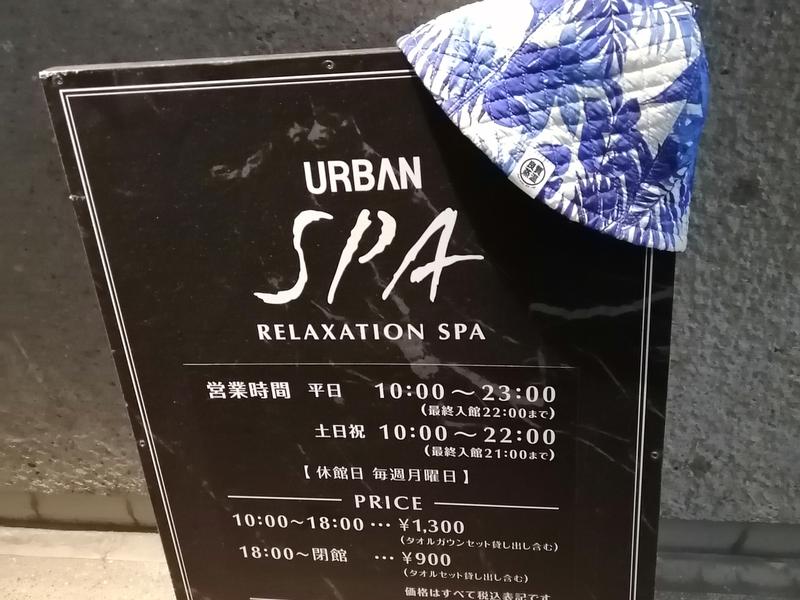 URBAN
SPA
RELAXATION SPA
営業時間 平日 10:00～23:00
(最終入館22:00まで)
土日祝 10:00～22:00
(最終入館21:00まで)
【休館日 毎週月曜日】
PRICE
10:00～18:00 … ¥1,300
(タオルガウンセット貸し出し含む)
18:00～閉館 … ¥900
(タオルセット貸し出し含む)
価格はすべて税込表記です